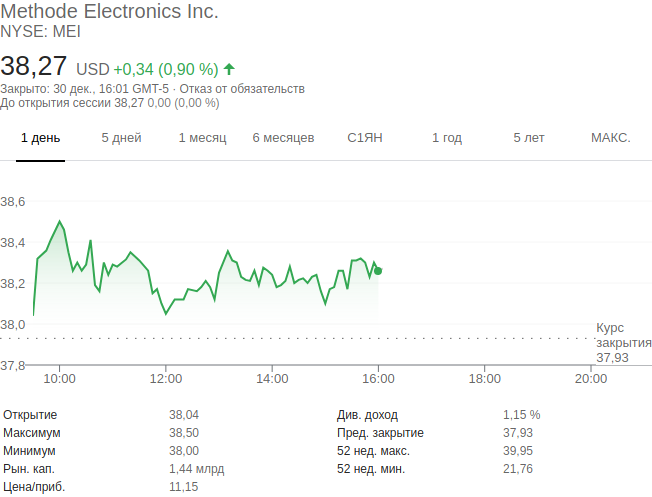 Methode Electronics Inc.
NYSE: MEI
38,27 USD +0,34 (0,90 %)
Закрыто: 30 дек., 16:01 GMT-5 · Отказ от обязательств
До открытия сессии 38,27 0,00 (0,00 %)
1 день 5 дней 1 месяц 6 месяцев С1ЯН 1 год 5 лет МАКС.
38,6
38,4
38,2
38,0
Курс
закрытия
37,93
37,8
10:00 12:00 14:00 16:00 18:00 20:00
Открытие 38,04 Див. доход 1,15 %
Максимум 38,50 Пред. закрытие 37,93
Минимум 38,00 52 нед. макс. 39,95
Рын. кап. 1,44 млрд 52 нед. мин. 21,76
Цена/приб. 11,15